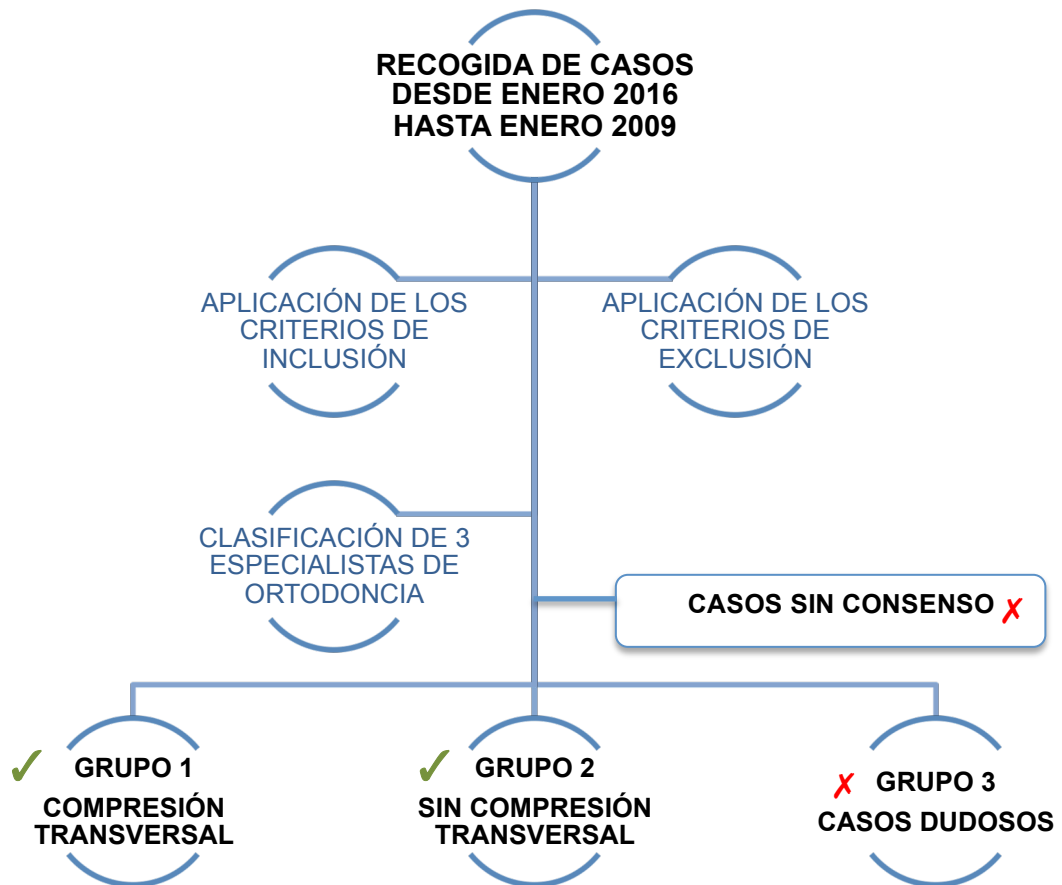 RECOGIDA DE CASOS
DESDE ENERO 2016
HASTA ENERO 2009
APLICACIÓN DE LOS
CRITERIOS DE
INCLUSIÓN
APLICACIÓN DE LOS
CRITERIOS DE
EXCLUSIÓN
CLASIFICACIÓN DE 3
ESPECIALISTAS DE
ORTODONCIA
CASOS SIN CONSENSO ✗
✓ GRUPO 1
COMPRESIÓN
TRANSVERSAL
✓ GRUPO 2
SIN COMPRESIÓN
TRANSVERSAL
✗ GRUPO 3
CASOS DUDOSOS